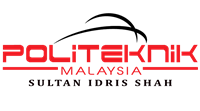 POLiTEKNiK
MALAYSIA
SULTAN IDRIS SHAH